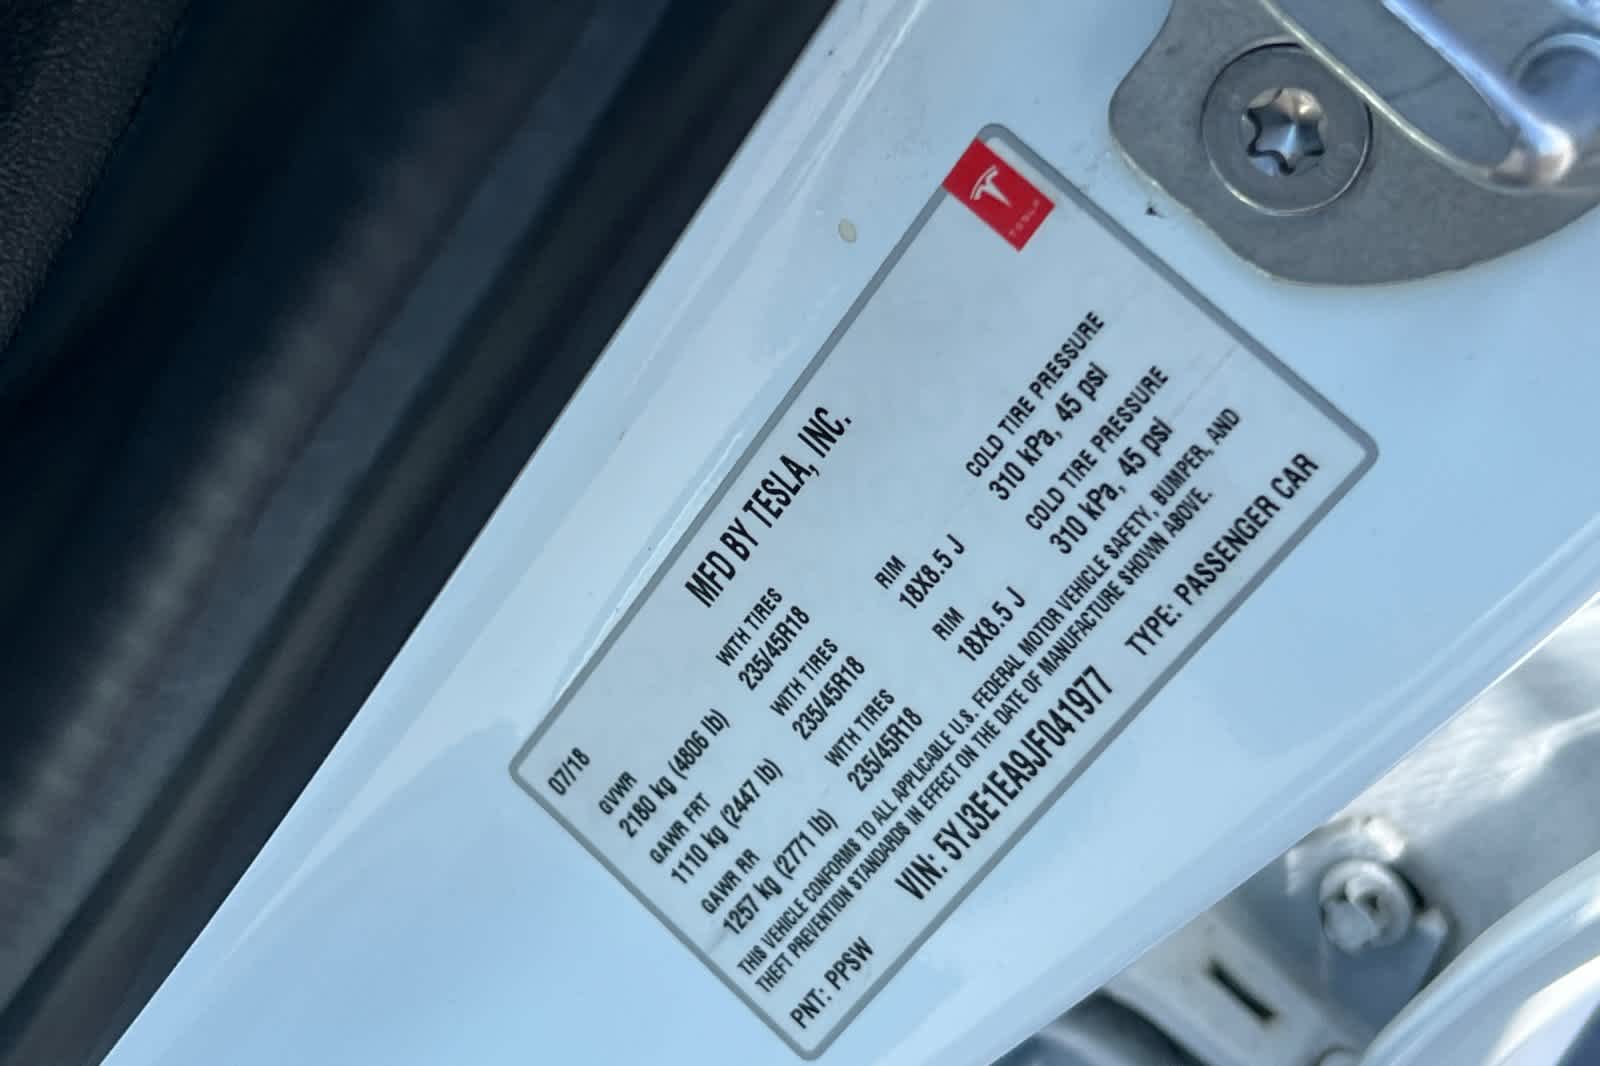 TESLA
MFD BY TESLA, INC.
07/18
GVWR
2180 kg (4806 lb)
GAWR FRT WITH TIRES RIM COLD TIRE PRESSURE
1110 kg (2447 lb) 235/45R18 18X8.5 J 310 kPa, 45 psi
GAWR RR WITH TIRES RIM COLD TIRE PRESSURE
1257 kg (2771 lb) 235/45R18 18X8.5 J 310 kPa, 45 psi
WITH TIRES
235/45R18
THIS VEHICLE CONFORMS TO ALL APPLICABLE U.S. FEDERAL MOTOR VEHICLE SAFETY, BUMPER, AND
THEFT PREVENTION STANDARDS IN EFFECT ON THE DATE OF MANUFACTURE SHOWN ABOVE.
VIN: 5YJ3E1EA9JF041977 TYPE: PASSENGER CAR
PNT: PPSW